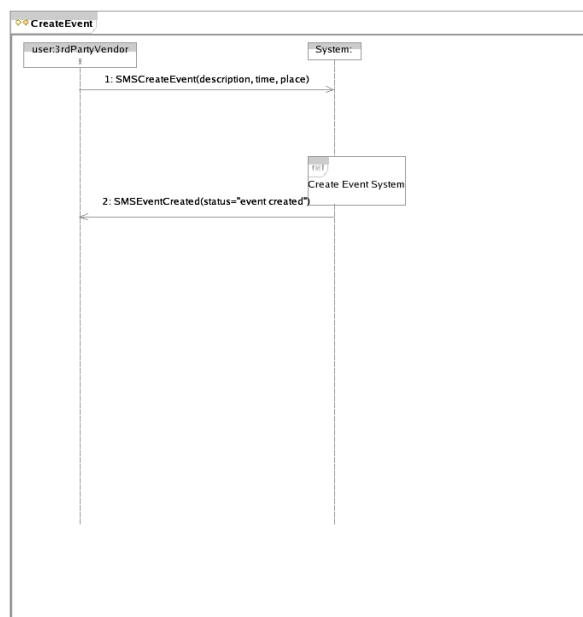 CreateEvent
user:3rdPartyVendor
System:
1: SMSCreateEvent(description, time, place)
ref
Create Event System
2: SMSEventCreated(status="event created")